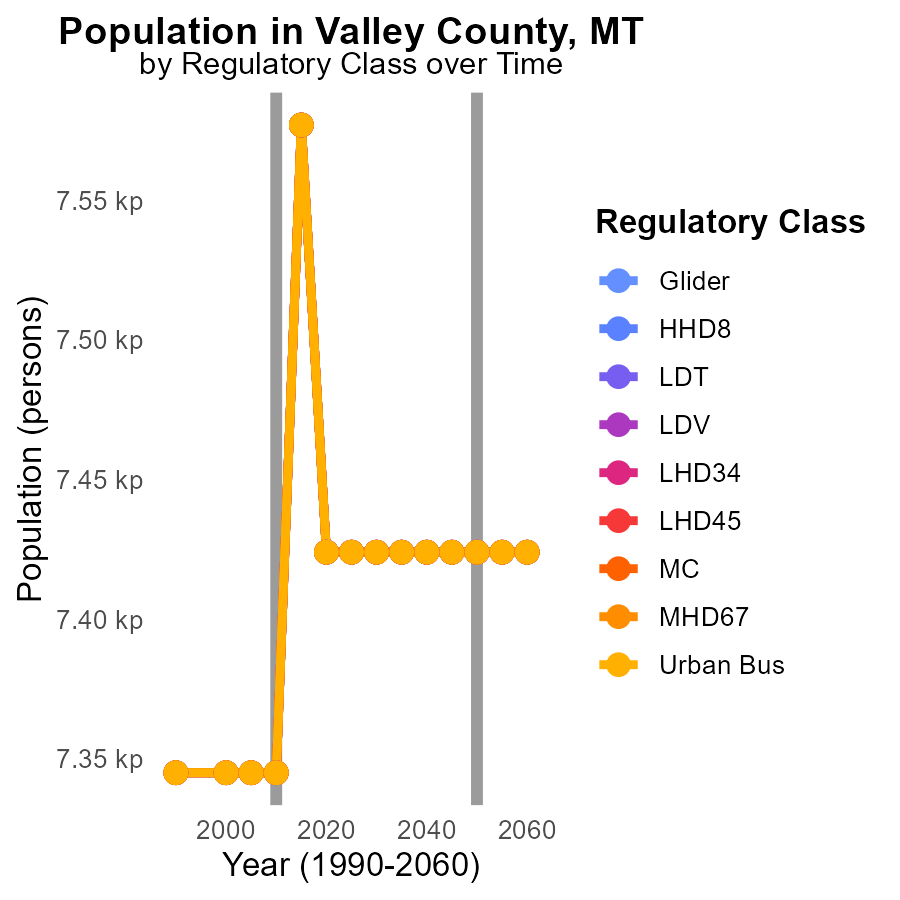 Population in Valley County, MT
by Regulatory Class over Time
Population (persons)
7.55 kp
7.50 kp
7.45 kp
7.40 kp
7.35 kp
2000 2020 2040 2060
Year (1990-2060)
Regulatory Class
Glider
HHD8
LDT
LDV
LHD34
LHD45
MC
MHD67
Urban Bus